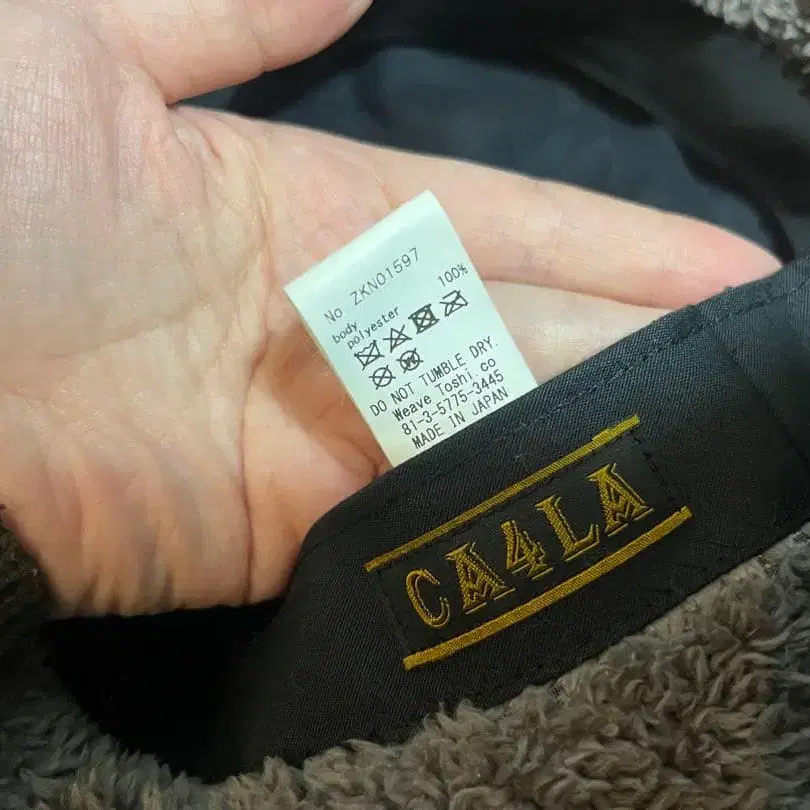 No ZKN01597
body
polyester 100%
DO NOT TUMBLE DRY.
Weave Toshi.co
81-3-5775-3445
MADE IN JAPAN
CA4LA